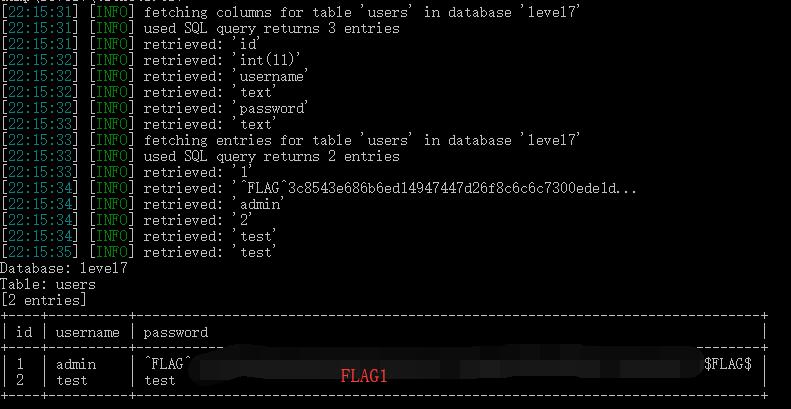 [22:15:31] [INFO] fetching columns for table 'users' in database 'level7'
[22:15:31] [INFO] used SQL query returns 3 entries
[22:15:31] [INFO] retrieved: 'id'
[22:15:32] [INFO] retrieved: 'int(11)'
[22:15:32] [INFO] retrieved: 'username'
[22:15:32] [INFO] retrieved: 'text'
[22:15:32] [INFO] retrieved: 'password'
[22:15:33] [INFO] retrieved: 'text'
[22:15:33] [INFO] fetching entries for table 'users' in database 'level7'
[22:15:33] [INFO] used SQL query returns 2 entries
[22:15:33] [INFO] retrieved: '1'
[22:15:34] [INFO] retrieved: '^FLAG^3c8543e686b6ed14947447d26f8c6c6c7300ede1d...
[22:15:34] [INFO] retrieved: 'admin'
[22:15:34] [INFO] retrieved: '2'
[22:15:34] [INFO] retrieved: 'test'
[22:15:35] [INFO] retrieved: 'test'
Database: level7
Table: users
[2 entries]
| id | username | password |
| 1 | admin | ^FLAG^ $FLAG$ |
| 2 | test | test |
FLAG1